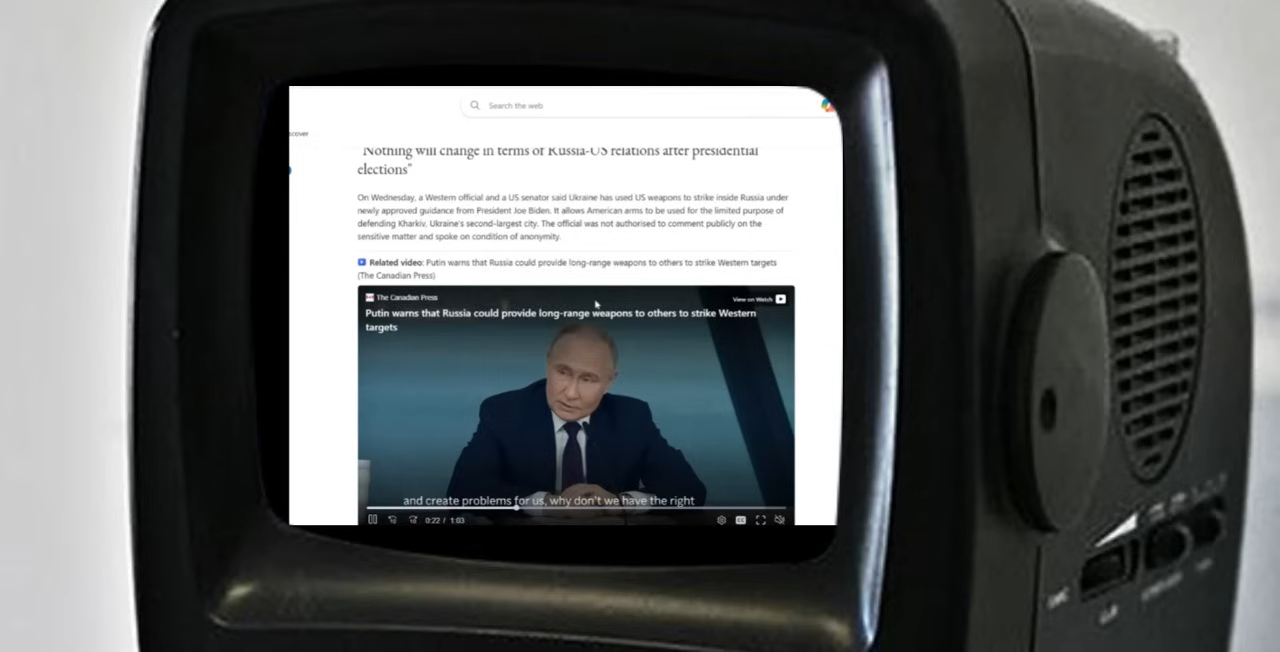 Search the web
scover
"Nothing will change in terms of Russia-US relations after presidential
elections"
On Wednesday, a Western official and a US senator said Ukraine has used US weapons to strike inside Russia under
newly approved guidance from President Joe Biden. It allows American arms to be used for the limited purpose of
defending Kharkiv, Ukraine's second-largest city. The official was not authorised to comment publicly on the
sensitive matter and spoke on condition of anonymity.
Related video: Putin warns that Russia could provide long-range weapons to others to strike Western targets
(The Canadian Press)
The Canadian Press
View on Watch
Putin warns that Russia could provide long-range weapons to others to strike Western
targets
and create problems for us, why don't we have the right
0:22 / 1:03
CC